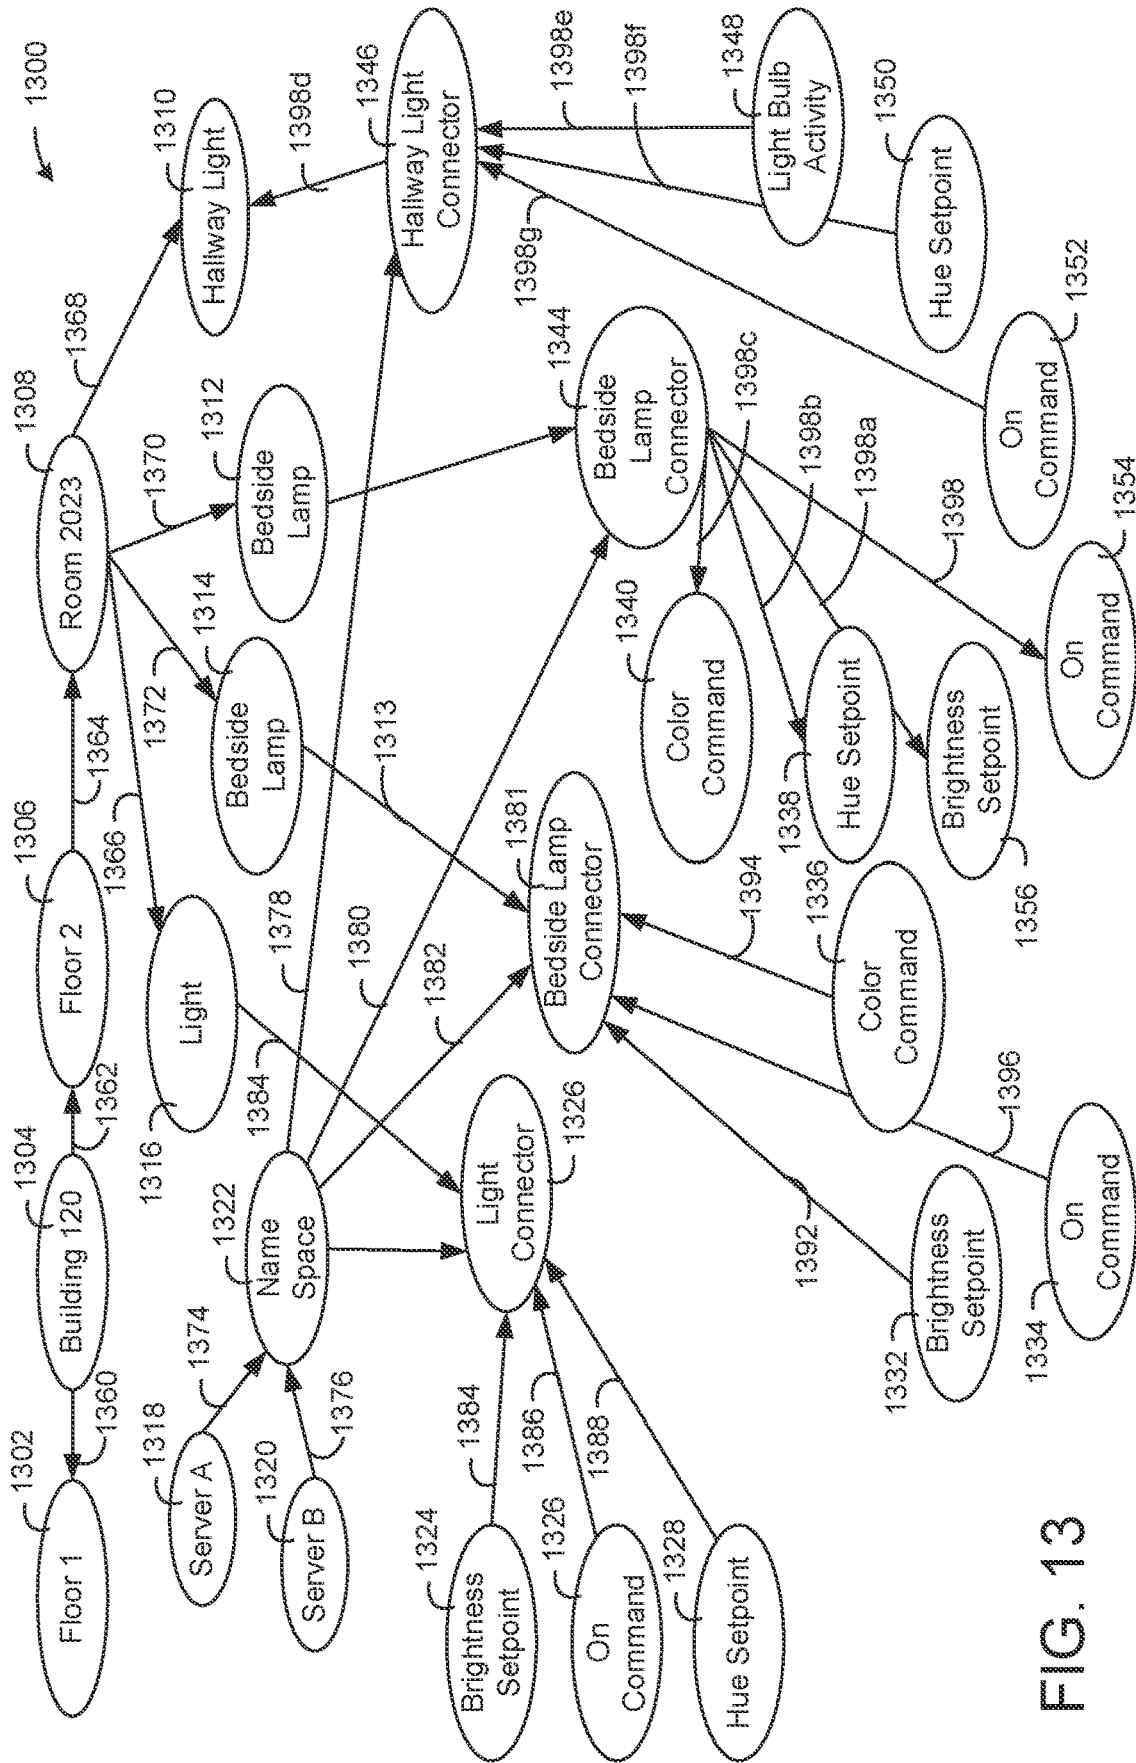 1300
1302
Floor 1
1360
1304
Building 120
1362
1306
Floor 2
1364
1308
Room 2023
1368
1310
Hallway Light
1398d
1366
1372
1370
1318
Server A
1374
1316
Light
1314
Bedside
Lamp
1312
Bedside
Lamp
1320
Server B
1376
1322
Name
Space
1384
1378
1380
1382
1313
1346
Hallway Light
Connector
1324
Brightness
Setpoint
1384
1326
On
Command
1386
1328
Hue Setpoint
1388
Light
Connector
1326
1381
Bedside Lamp
Connector
1344
Bedside
Lamp
Connector
1398g
1398e
1398f
1348
Light Bulb
Activity
1350
Hue Setpoint
1340
Color
Command
1398c
1398b
1398a
1398
1392
1394
1396
1332
Brightness
Setpoint
1334
On
Command
1336
Color
Command
1338
Hue Setpoint
1356
Brightness
Setpoint
1354
On
Command
1352
On
Command
FIG. 13